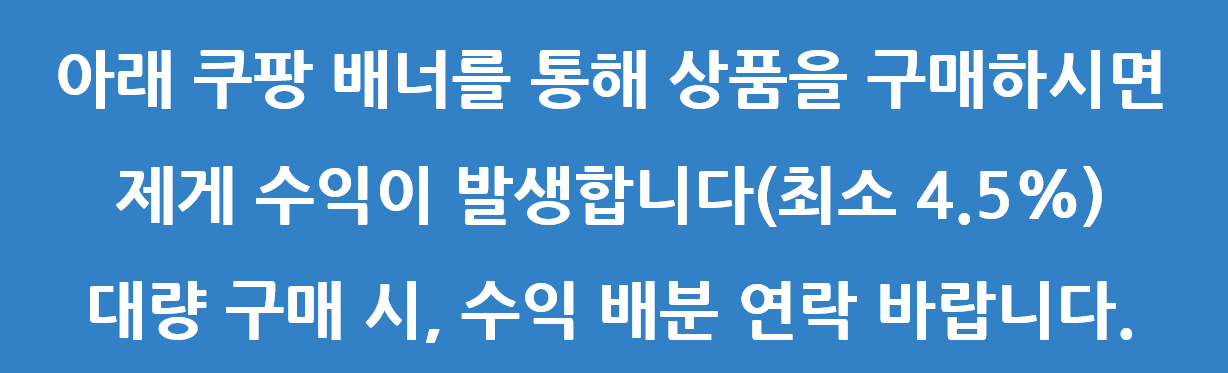 아래 쿠팡 배너를 통해 상품을 구매하시면
제게 수익이 발생합니다(최소 4.5%)
대량 구매 시, 수익 배분 연락 바랍니다.